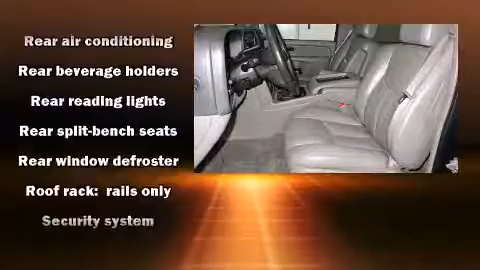 Rear air conditioning
Rear beverage holders
Rear reading lights
Rear split-bench seats
Rear window defroster
Roof rack:  rails only
Security system